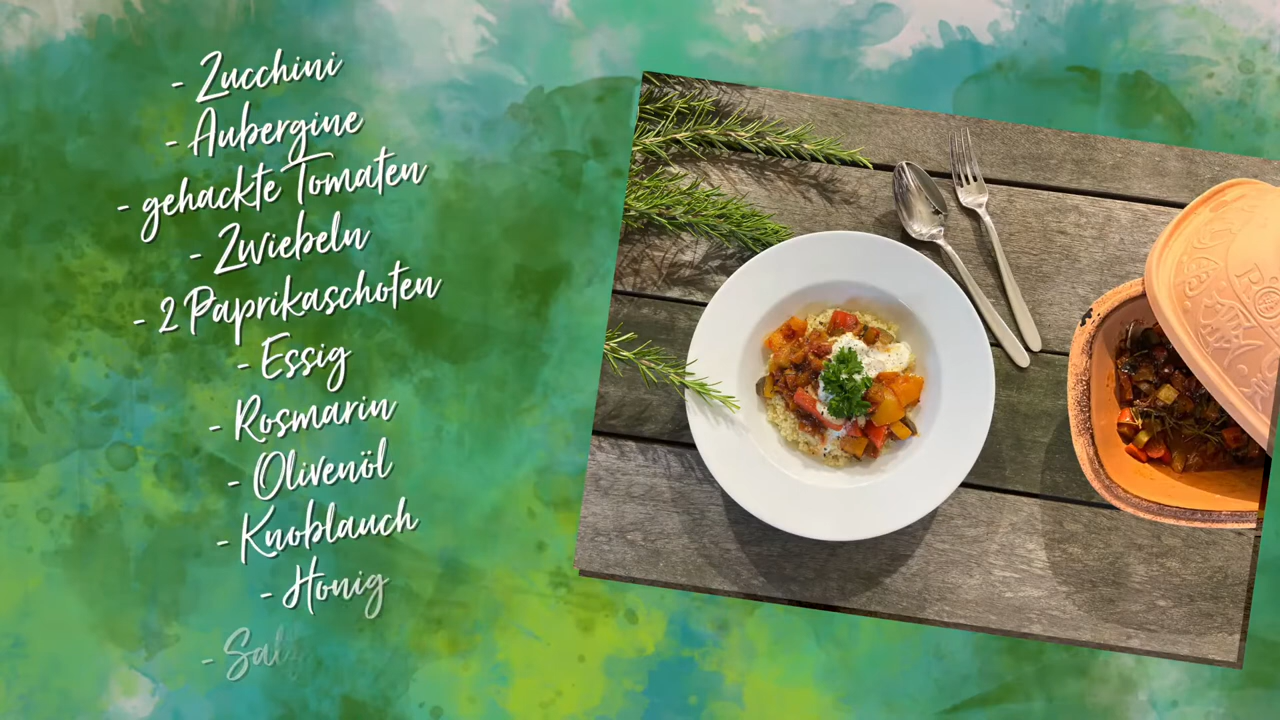 - Zucchini
- Aubergine
- gehackte Tomaten
- Zwiebeln
- 2 Paprikaschoten
- Essig
- Rosmarin
- Olivenöl
- Knoblauch
- Honig